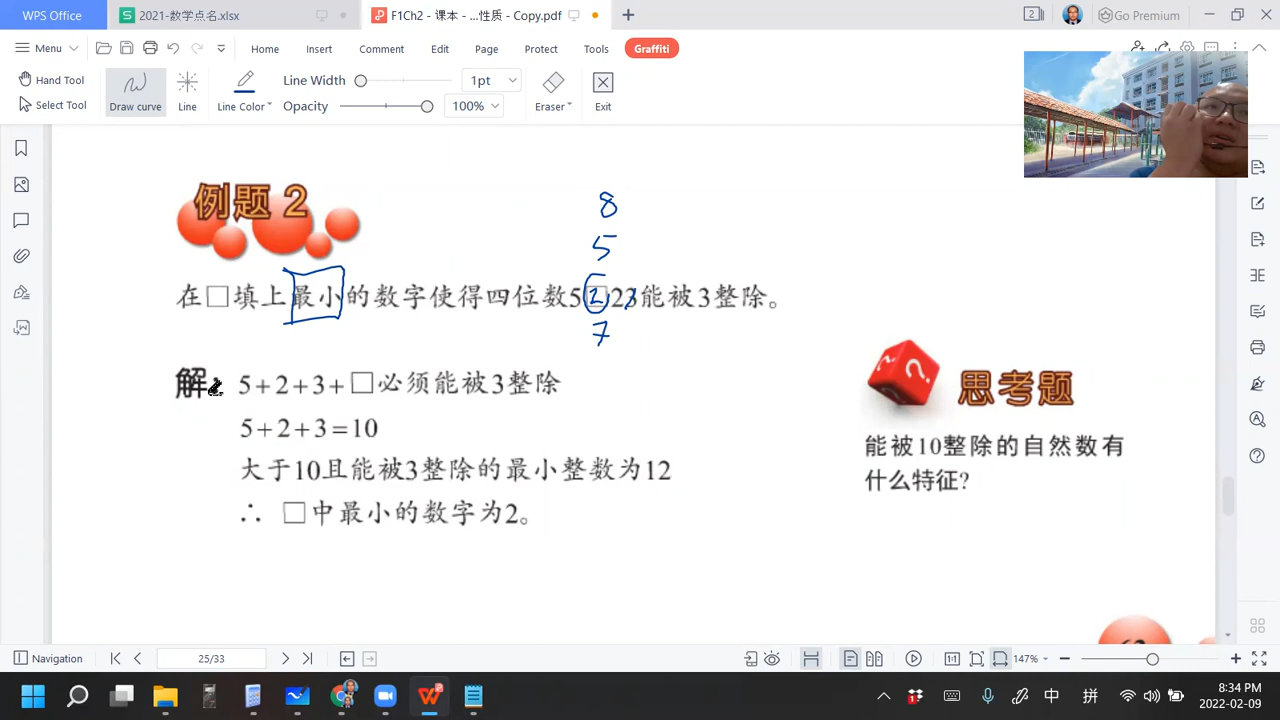 WPS Office
2021-数学点名.xlsx
F1Ch2 - 课本 - ...性质 - Copy.pdf
2
Go Premium
Menu
Home
Insert
Comment
Edit
Page
Protect
Tools
Graffiti
Hand Tool
Select Tool
Draw curve
Line
Line Color
Line Width
1pt
Opacity
100%
Eraser
Exit
例题 2
8
5
在□填上最小的数字使得四位数5□23能被3整除。
2
7
解： 5+2+3+□必须能被3整除
5+2+3=10
大于10且能被3整除的最小整数为12
∴ □中最小的数字为2。
思考题
能被10整除的自然数有
什么特征?
Navigation
25/33
147%
中
拼
8:34 PM
2022-02-09